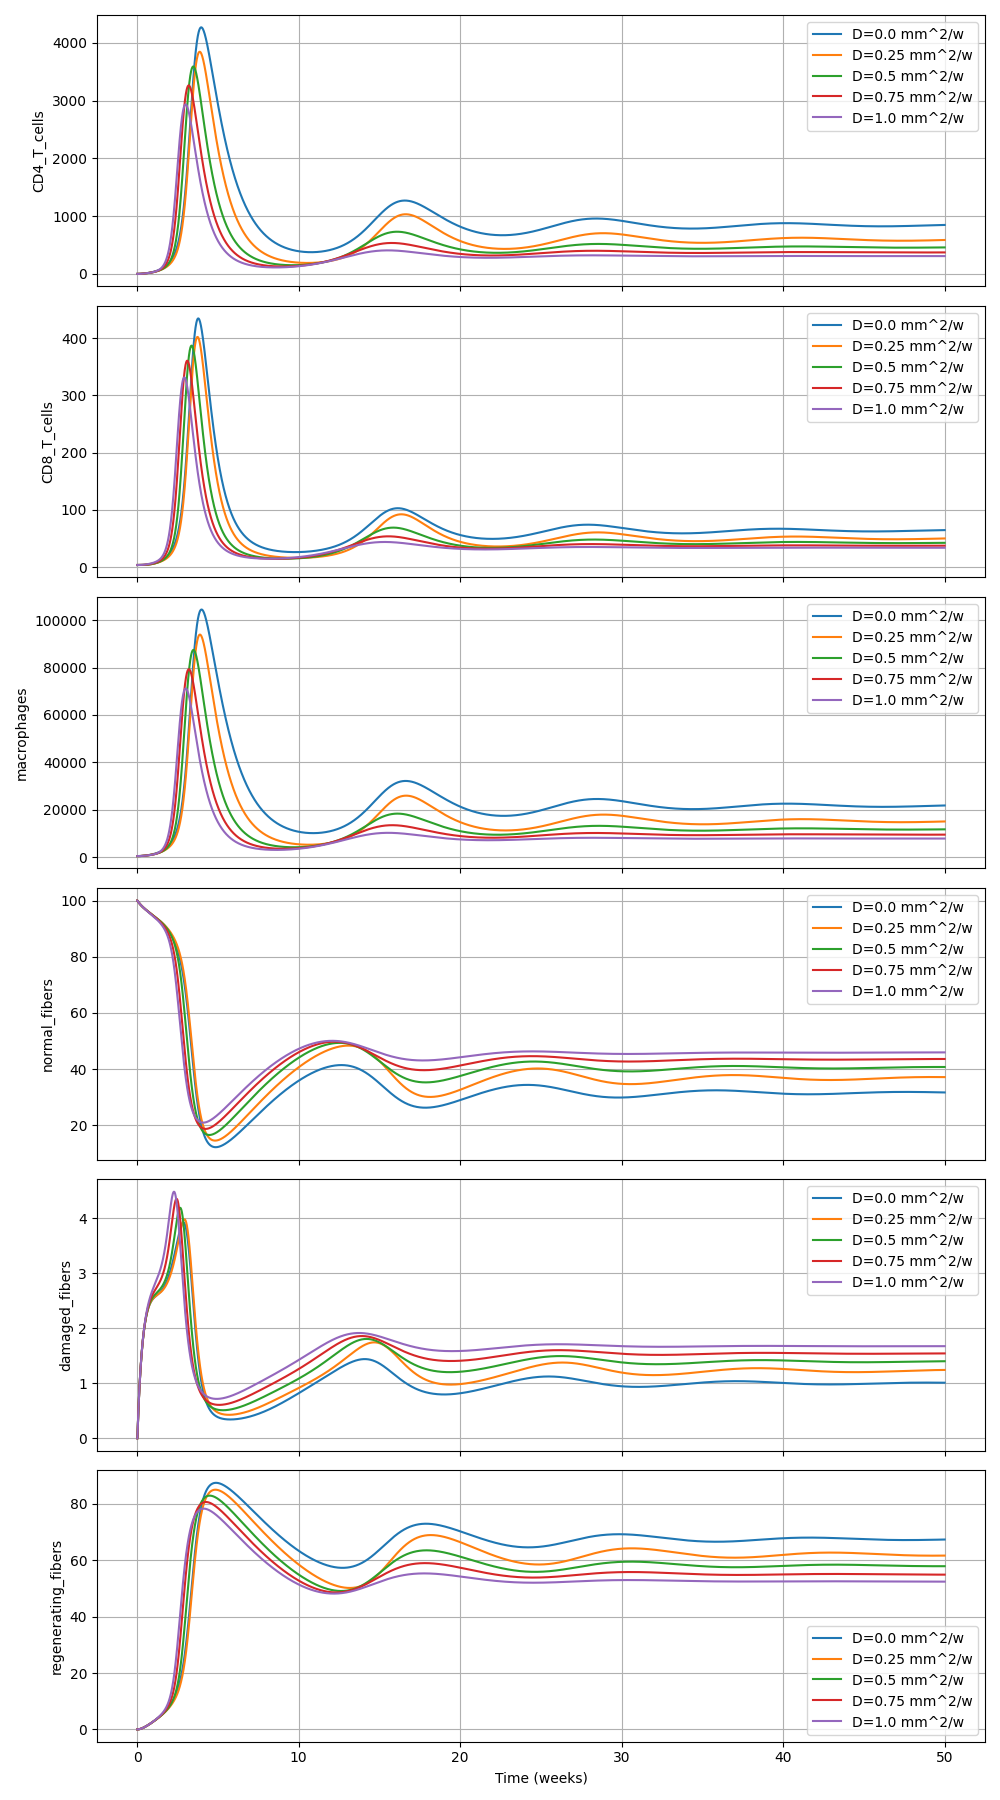 CD4_T_cells
4000
3000
2000
1000
0
D=0.0 mm^2/w
D=0.25 mm^2/w
D=0.5 mm^2/w
D=0.75 mm^2/w
D=1.0 mm^2/w
CD8_T_cells
400
300
200
100
0
D=0.0 mm^2/w
D=0.25 mm^2/w
D=0.5 mm^2/w
D=0.75 mm^2/w
D=1.0 mm^2/w
macrophages
100000
80000
60000
40000
20000
0
D=0.0 mm^2/w
D=0.25 mm^2/w
D=0.5 mm^2/w
D=0.75 mm^2/w
D=1.0 mm^2/w
normal_fibers
100
80
60
40
20
D=0.0 mm^2/w
D=0.25 mm^2/w
D=0.5 mm^2/w
D=0.75 mm^2/w
D=1.0 mm^2/w
damaged_fibers
4
3
2
1
0
D=0.0 mm^2/w
D=0.25 mm^2/w
D=0.5 mm^2/w
D=0.75 mm^2/w
D=1.0 mm^2/w
regenerating_fibers
80
60
40
20
0
D=0.0 mm^2/w
D=0.25 mm^2/w
D=0.5 mm^2/w
D=0.75 mm^2/w
D=1.0 mm^2/w
0 10 20 30 40 50
Time (weeks)